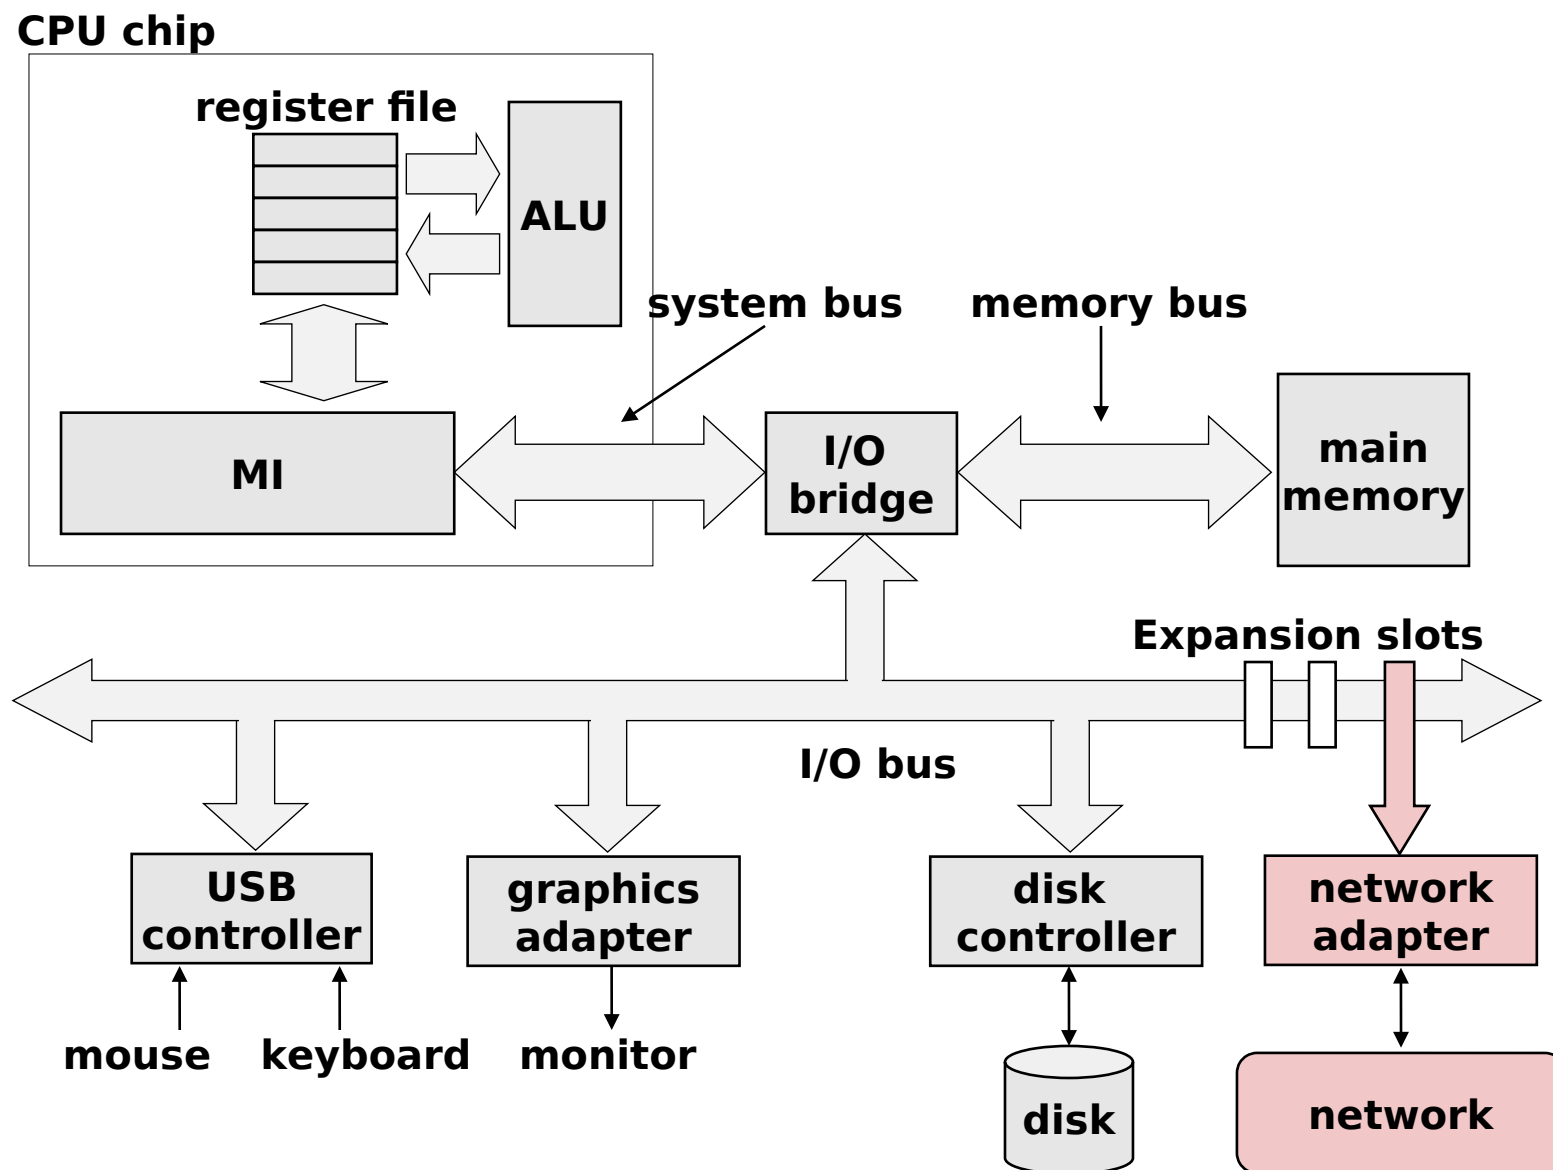 CPU chip
register file
ALU
system bus
memory bus
MI
I/O
bridge
main
memory
Expansion slots
I/O bus
USB
controller
graphics
adapter
disk
controller
network
adapter
mouse
keyboard
monitor
disk
network